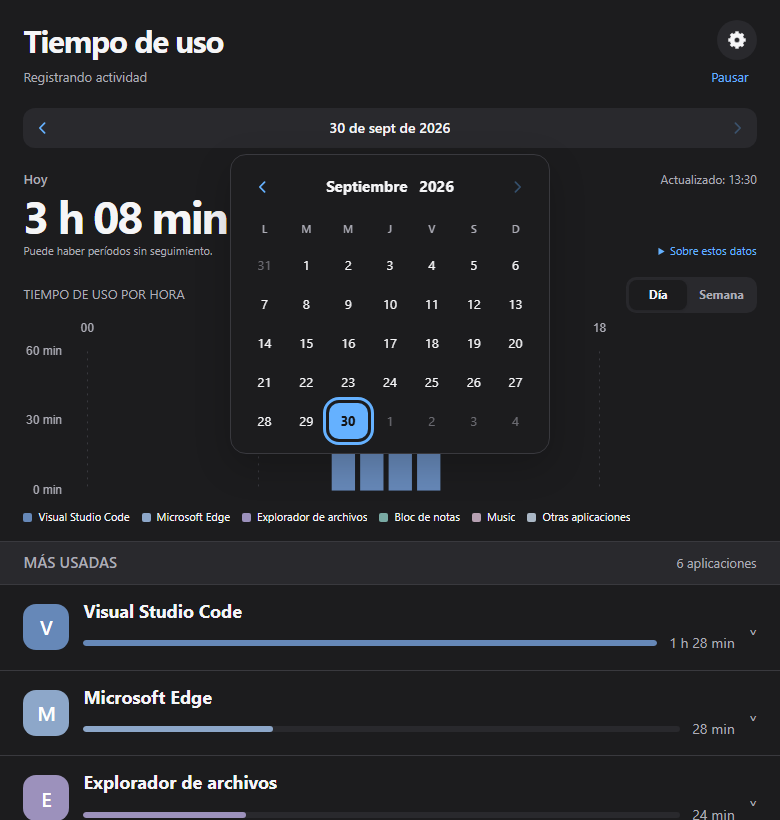 Tiempo de uso
Registrando actividad
Pausar
30 de sept de 2026
Hoy
Actualizado: 13:30
3 h 08 min
Puede haber períodos sin seguimiento.
Sobre estos datos
Septiembre 2026
L M M J V S D
31 1 2 3 4 5 6
7 8 9 10 11 12 13
14 15 16 17 18 19 20
21 22 23 24 25 26 27
28 29 30 1 2 3 4
TIEMPO DE USO POR HORA
Día Semana
00 18
60 min
30 min
0 min
Visual Studio Code Microsoft Edge Explorador de archivos Bloc de notas Music Otras aplicaciones
MÁS USADAS 6 aplicaciones
V
Visual Studio Code
1 h 28 min
M
Microsoft Edge
28 min
E
Explorador de archivos
24 min